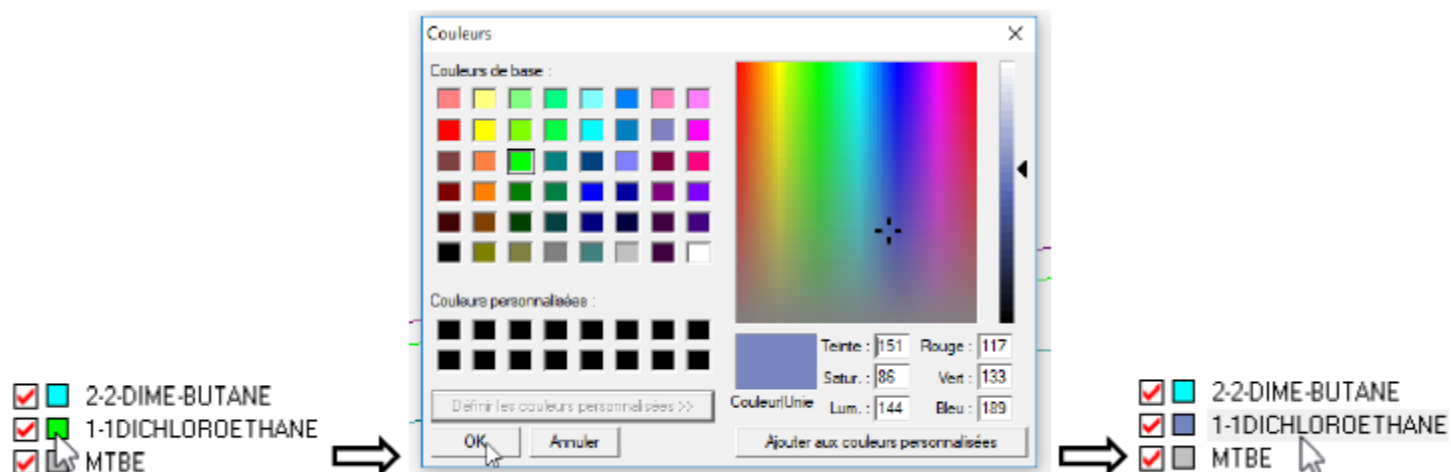 2-2-DIME-BUTANE
1-1DICHLOROETHANE
MTBE
Couleurs
Couleurs de base :
Couleurs personnalisées :
Définir les couleurs personnalisées >>
OK
Annuler
Teinte : 151 Rouge : 117
Satur. : 86 Vert : 133
Couleur|Unie Lum. : 144 Bleu : 189
Ajouter aux couleurs personnalisées
2-2-DIME-BUTANE
1-1DICHLOROETHANE
MTBE